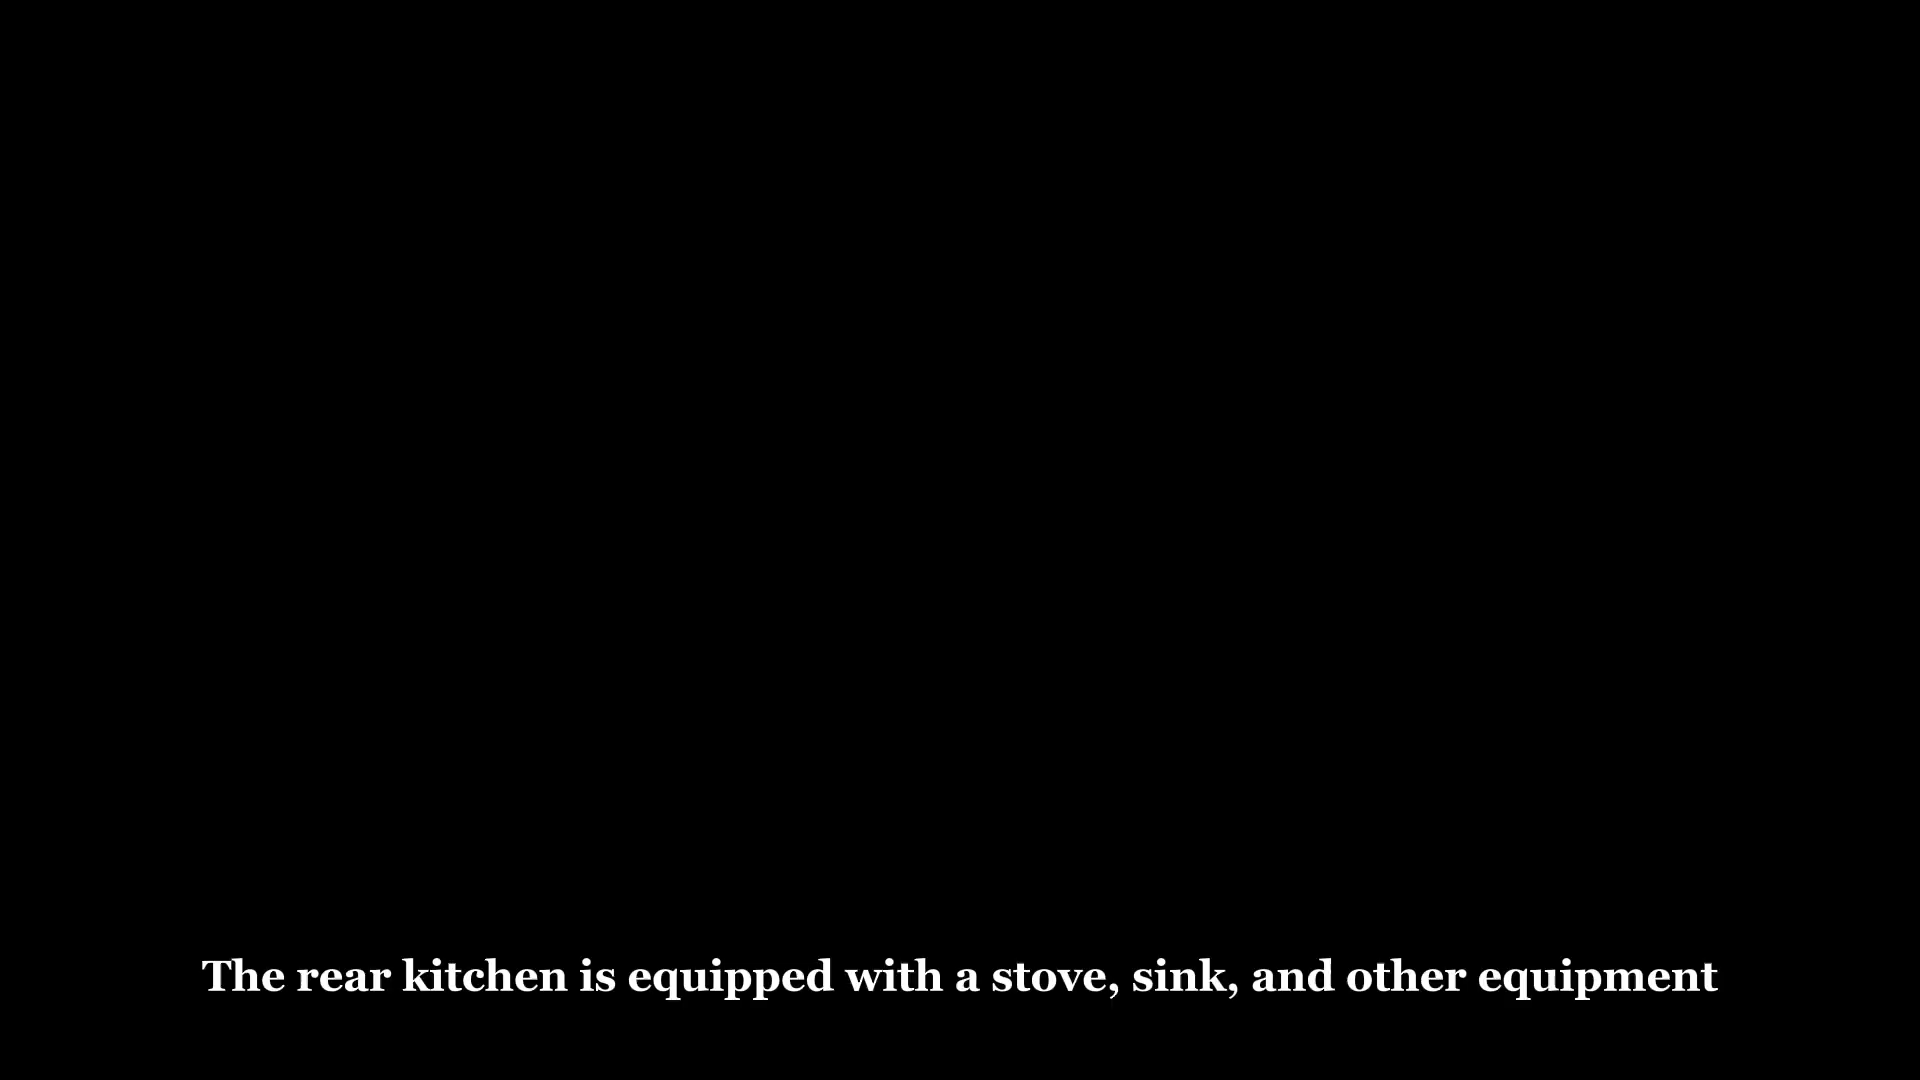 The rear kitchen is equipped with a stove, sink, and other equipment